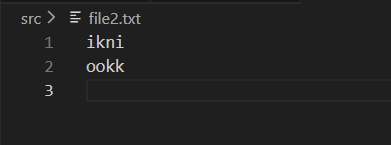 src > file2.txt
1 ikni
2 ookk
3